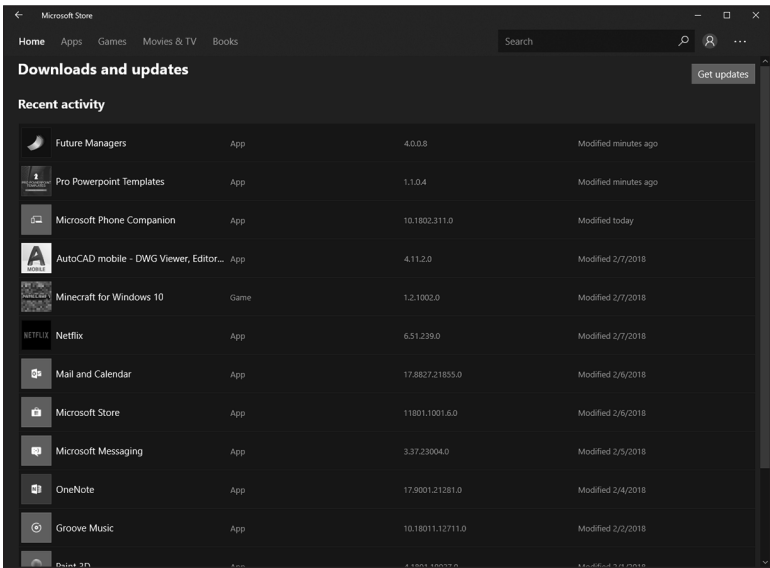 Microsoft Store
Home Apps Games Movies & TV Books Search
Downloads and updates
Get updates
Recent activity
Future Managers App 4.0.0.8 Modified minutes ago
Pro Powerpoint Templates App 1.1.0.4 Modified minutes ago
Microsoft Phone Companion App 10.1802.311.0 Modified today
MOBILE
AutoCAD mobile - DWG Viewer, Editor... App 4.11.2.0 Modified 2/7/2018
Minecraft for Windows 10 Game 1.2.1002.0 Modified 2/7/2018
NETFLIX Netflix App 6.51.239.0 Modified 2/7/2018
Mail and Calendar App 17.8827.21855.0 Modified 2/6/2018
Microsoft Store App 11801.1001.6.0 Modified 2/6/2018
Microsoft Messaging App 3.37.23004.0 Modified 2/5/2018
OneNote App 17.9001.21281.0 Modified 2/4/2018
Groove Music App 10.18011.12711.0 Modified 2/2/2018
Paint 3D App Modified 2/1/2018